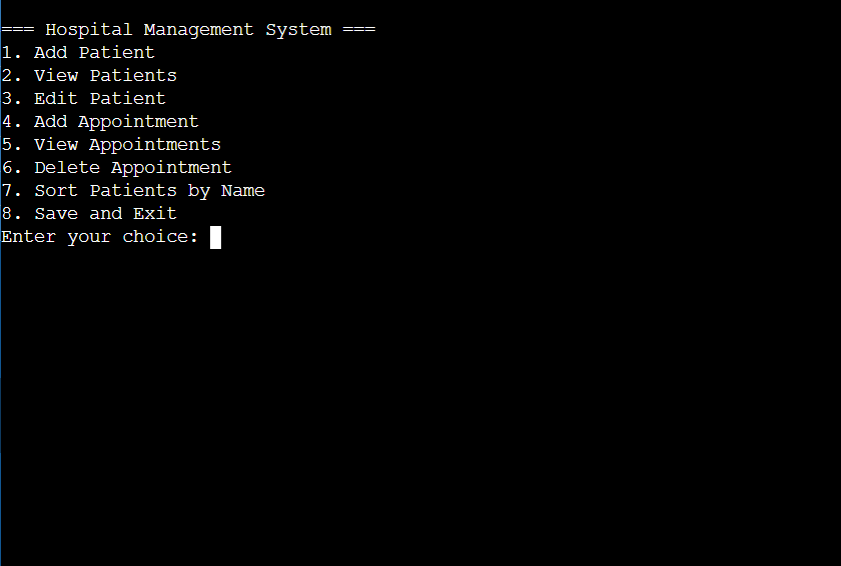 === Hospital Management System ===
1. Add Patient
2. View Patients
3. Edit Patient
4. Add Appointment
5. View Appointments
6. Delete Appointment
7. Sort Patients by Name
8. Save and Exit
Enter your choice: